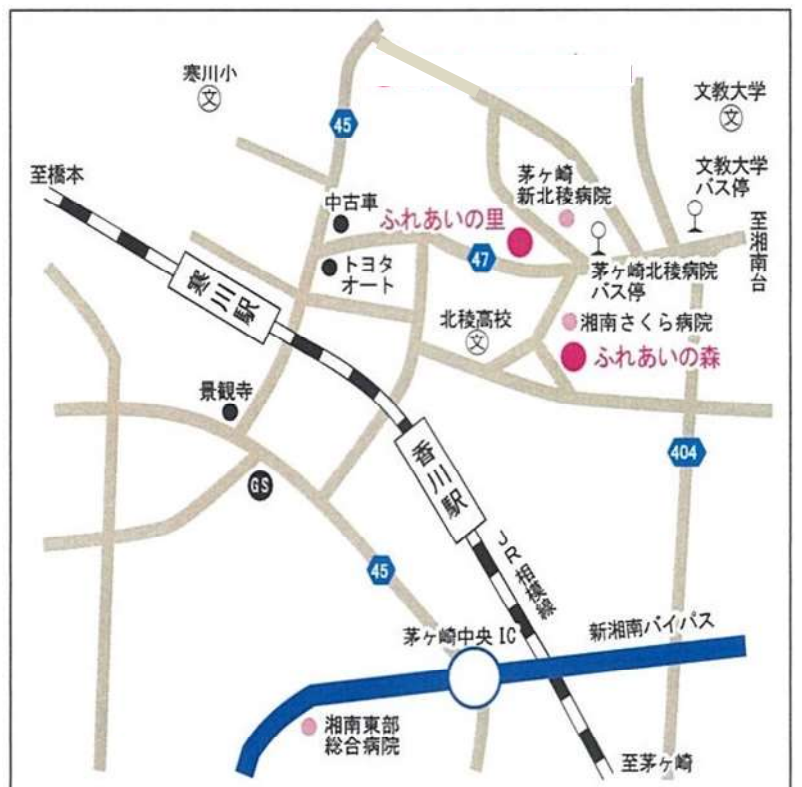 寒川小
文
45
文教大学
文
至橋本
茅ヶ崎
新北稜病院
文教大学
バス停
中古車
ふれあいの里
至湘南台
47
トヨタ
オート
茅ヶ崎北稜病院
バス停
寒川駅
北稜高校
文
湘南さくら病院
ふれあいの森
景観寺
404
香川駅
GS
JR相模線
45
茅ヶ崎中央IC
新湘南バイパス
湘南東部
総合病院
至茅ヶ崎